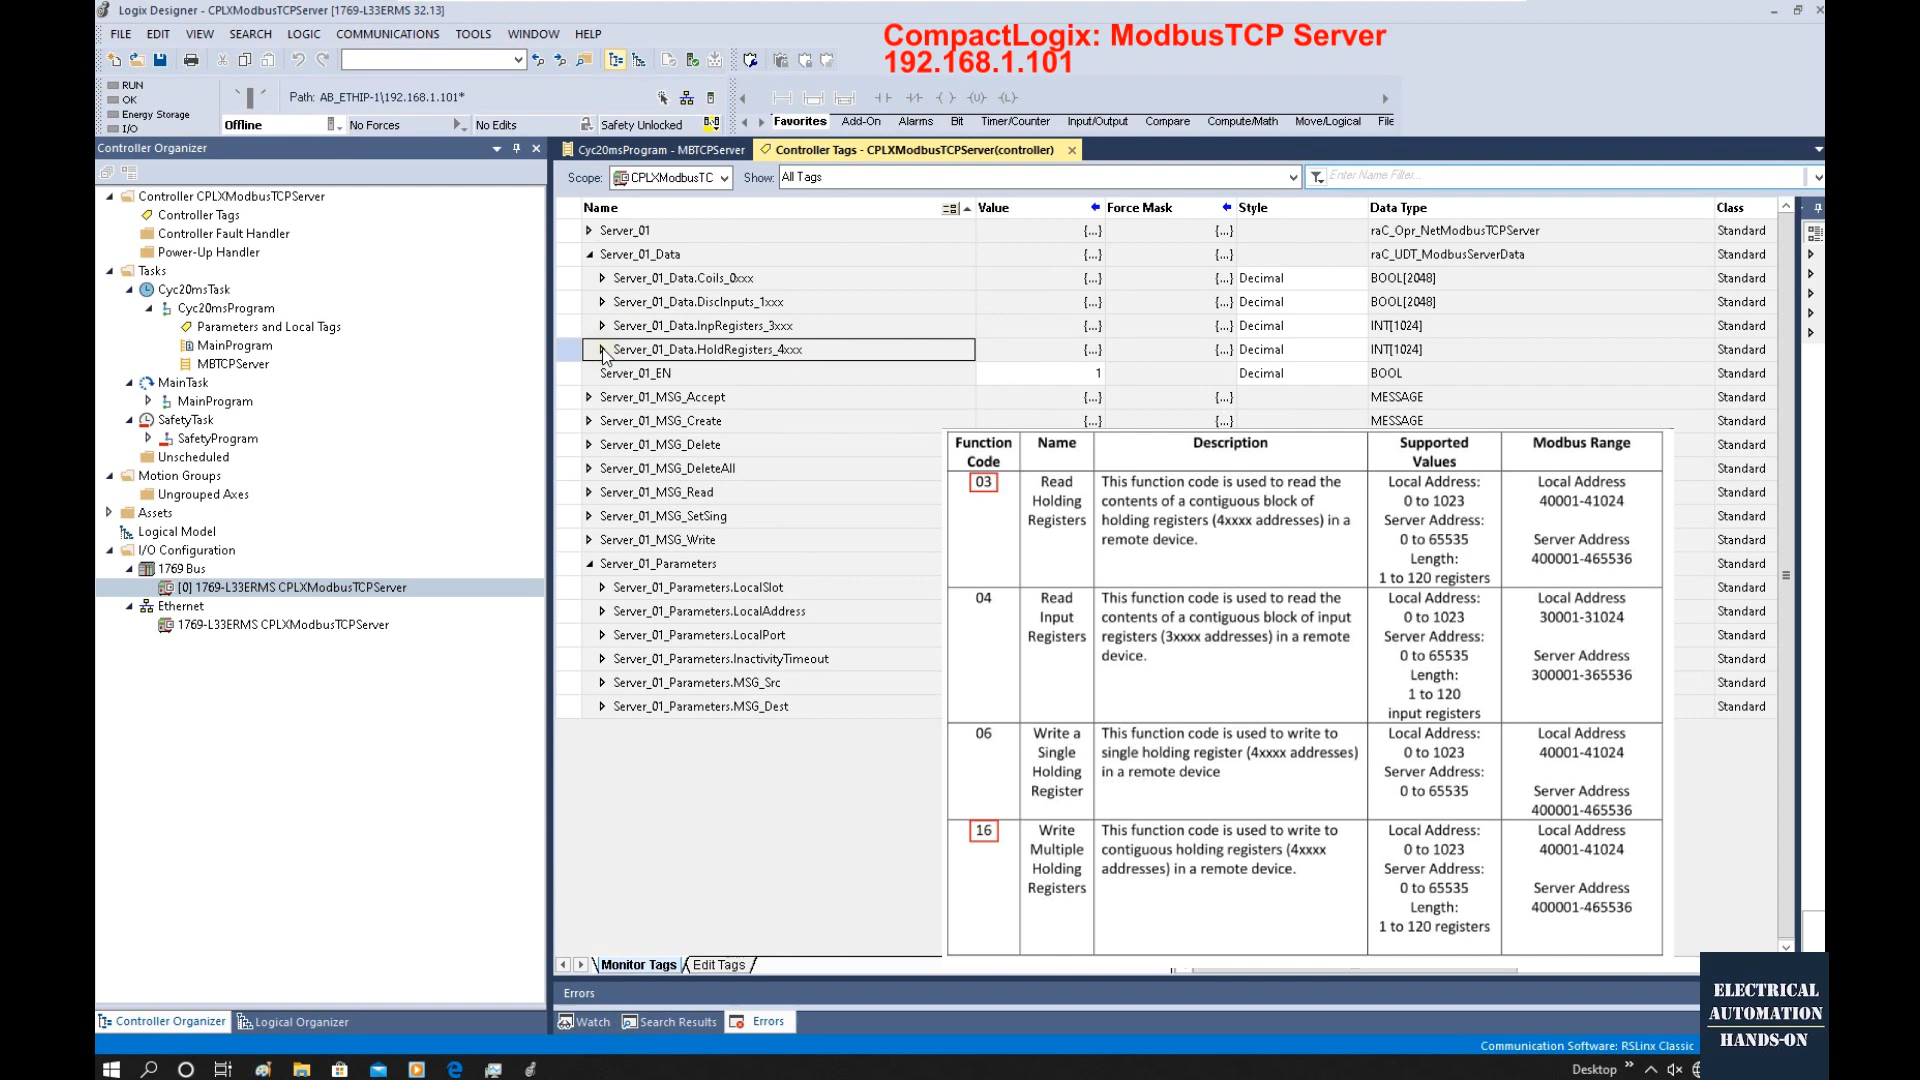 Logix Designer - CPLXModbusTCPServer [1769-L33ERMS 32.13]
FILE EDIT VIEW SEARCH LOGIC COMMUNICATIONS TOOLS WINDOW HELP
CompactLogix: ModbusTCP Server
192.168.1.101
RUN
OK
Energy Storage
I/O
Path: AB_ETHIP-1\192.168.1.101*
Offline No Forces No Edits Safety Unlocked
Favorites Add-On Alarms Bit Timer/Counter Input/Output Compare Compute/Math Move/Logical File
Controller Organizer
Controller CPLXModbusTCPServer
Controller Tags
Controller Fault Handler
Power-Up Handler
Tasks
Cyc20msTask
Cyc20msProgram
Parameters and Local Tags
MainProgram
MBTCPServer
MainTask
MainProgram
SafetyTask
SafetyProgram
Unscheduled
Motion Groups
Ungrouped Axes
Assets
Logical Model
I/O Configuration
1769 Bus
[0] 1769-L33ERMS CPLXModbusTCPServer
Ethernet
1769-L33ERMS CPLXModbusTCPServer
Controller Organizer Logical Organizer
Cyc20msProgram - MBTCPServer Controller Tags - CPLXModbusTCPServer(controller)
Scope: CPLXModbusTC Show: All Tags Enter Name Filter...
Name Value Force Mask Style Data Type Class
Server_01 {...} {...} raC_Opr_NetModbusTCPServer Standard
Server_01_Data {...} {...} raC_UDT_ModbusServerData Standard
Server_01_Data.Coils_0xxx {...} {...} Decimal BOOL[2048] Standard
Server_01_Data.DiscInputs_1xxx {...} {...} Decimal BOOL[2048] Standard
Server_01_Data.InpRegisters_3xxx {...} {...} Decimal INT[1024] Standard
Server_01_Data.HoldRegisters_4xxx {...} {...} Decimal INT[1024] Standard
Server_01_EN 1 Decimal BOOL Standard
Server_01_MSG_Accept {...} {...} MESSAGE Standard
Server_01_MSG_Create {...} {...} MESSAGE Standard
Server_01_MSG_Delete Standard
Server_01_MSG_DeleteAll Standard
Server_01_MSG_Read Standard
Server_01_MSG_SetSing Standard
Server_01_MSG_Write Standard
Server_01_Parameters Standard
Server_01_Parameters.LocalSlot Standard
Server_01_Parameters.LocalAddress Standard
Server_01_Parameters.LocalPort Standard
Server_01_Parameters.InactivityTimeout Standard
Server_01_Parameters.MSG_Src Standard
Server_01_Parameters.MSG_Dest Standard
Function Code
Name
Description
Supported Values
Modbus Range
03
Read
Holding
Registers
This function code is used to read the
contents of a contiguous block of
holding registers (4xxxx addresses) in a
remote device.
Local Address:
0 to 1023
Server Address:
0 to 65535
Length:
1 to 120 registers
Local Address
40001-41024
Server Address
400001-465536
04
Read
Input
Registers
This function code is used to read the
contents of a contiguous block of input
registers (3xxxx addresses) in a remote
device.
Local Address:
0 to 1023
Server Address:
0 to 65535
Length:
1 to 120
input registers
Local Address
30001-31024
Server Address
300001-365536
06
Write a
Single
Holding
Register
This function code is used to write to
single holding register (4xxxx addresses)
in a remote device
Local Address:
0 to 1023
Server Address:
0 to 65535
Local Address
40001-41024
Server Address
400001-465536
16
Write
Multiple
Holding
Registers
This function code is used to write to
contiguous holding registers (4xxxx
addresses) in a remote device.
Local Address:
0 to 1023
Server Address:
0 to 65535
Length:
1 to 120 registers
Local Address
40001-41024
Server Address
400001-465536
Monitor Tags Edit Tags
Errors
Watch Search Results Errors
Communication Software: RSLinx Classic
ELECTRICAL
AUTOMATION
HANDS-ON
Desktop